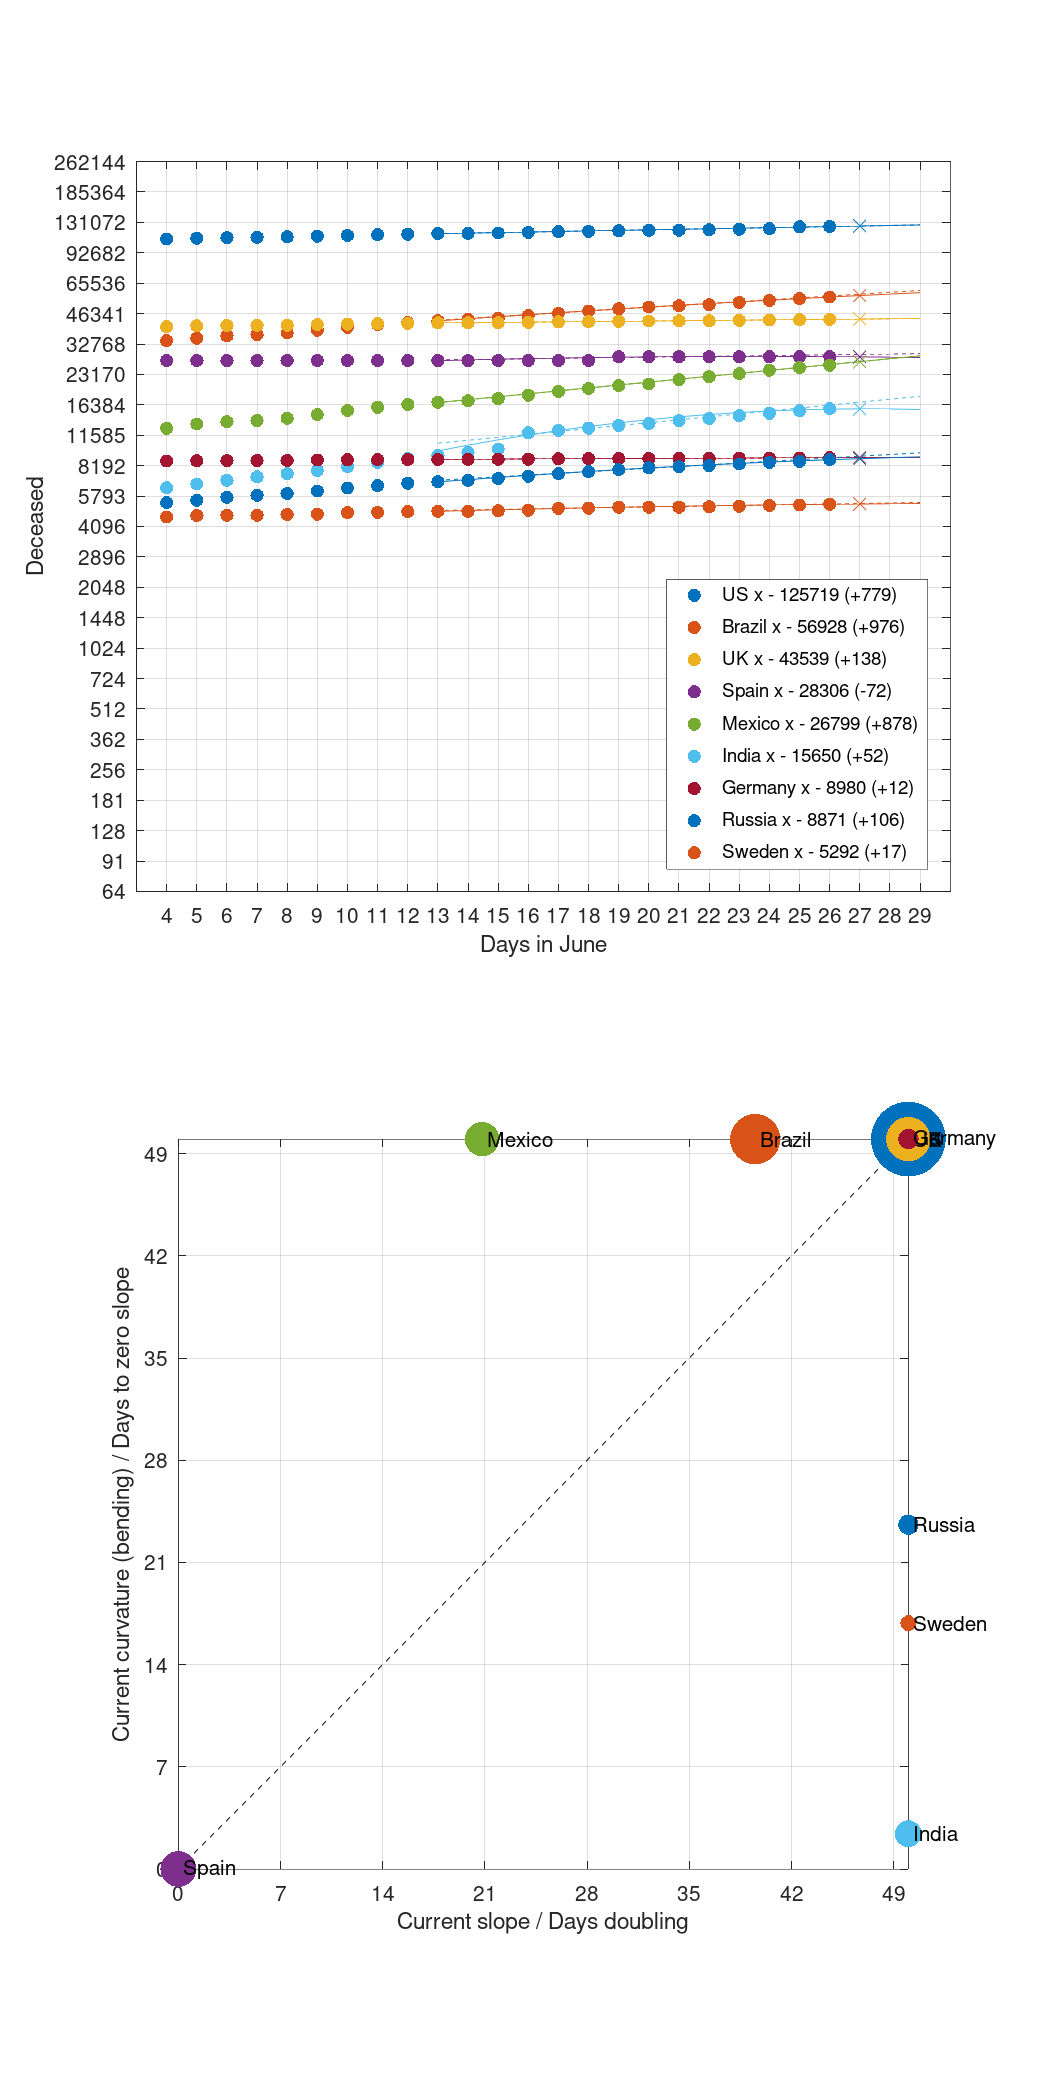 262144
185364
131072
92682
65536
46341
32768
23170
16384
11585
8192
5793
4096
2896
2048
1448
1024
724
512
362
256
181
128
91
64
Deceased
US x - 125719 (+779)
Brazil x - 56928 (+976)
UK x - 43539 (+138)
Spain x - 28306 (-72)
Mexico x - 26799 (+878)
India x - 15650 (+52)
Germany x - 8980 (+12)
Russia x - 8871 (+106)
Sweden x - 5292 (+17)
4 5 6 7 8 9 10 11 12 13 14 15 16 17 18 19 20 21 22 23 24 25 26 27 28 29
Days in June
Mexico
Brazil
Germany
49
42
35
28
21
14
7
0
Current curvature (bending) / Days to zero slope
Russia
Sweden
India
Spain
0 7 14 21 28 35 42 49
Current slope / Days doubling